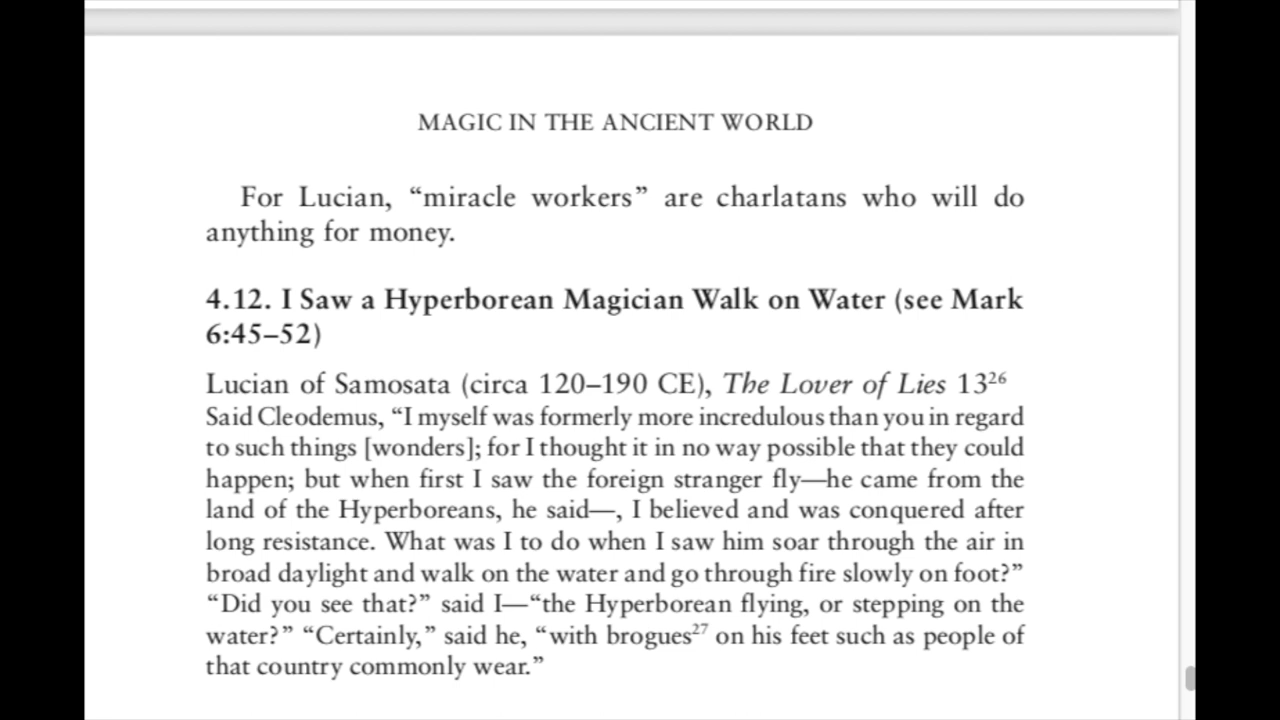 MAGIC IN THE ANCIENT WORLD
For Lucian, “miracle workers” are charlatans who will do
anything for money.
4.12. I Saw a Hyperborean Magician Walk on Water (see Mark
6:45–52)
Lucian of Samosata (circa 120–190 CE), The Lover of Lies 13²⁶
Said Cleodemus, “I myself was formerly more incredulous than you in regard
to such things [wonders]; for I thought it in no way possible that they could
happen; but when first I saw the foreign stranger fly—he came from the
land of the Hyperboreans, he said—, I believed and was conquered after
long resistance. What was I to do when I saw him soar through the air in
broad daylight and walk on the water and go through fire slowly on foot?”
“Did you see that?” said I—“the Hyperborean flying, or stepping on the
water?” “Certainly,” said he, “with brogues²⁷ on his feet such as people of
that country commonly wear.”